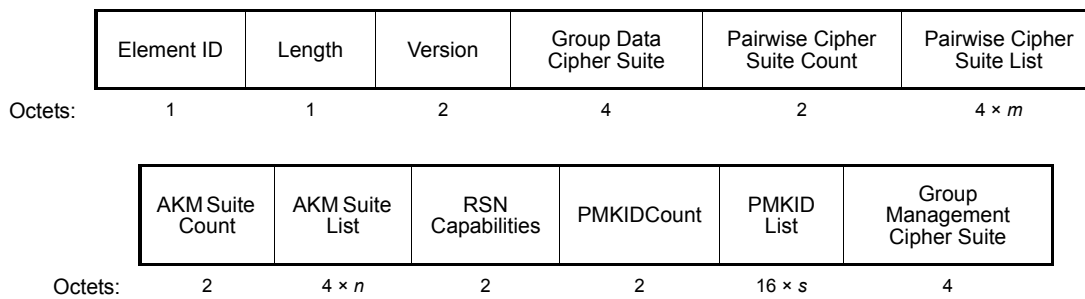 Element ID Length Version Group Data Cipher Suite Pairwise Cipher Suite Count Pairwise Cipher Suite List
Octets: 1 1 2 4 2 4 × m
AKM Suite Count AKM Suite List RSN Capabilities PMKIDCount PMKID List Group Management Cipher Suite
Octets: 2 4 × n 2 2 16 × s 4